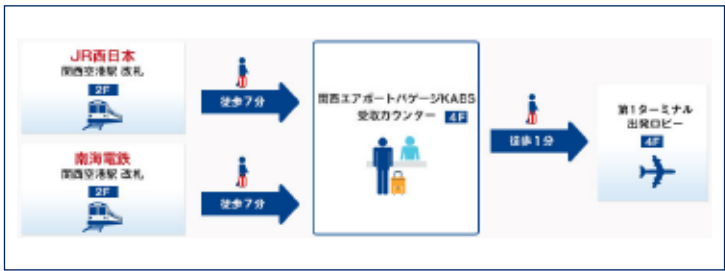 JR西日本
関西空港駅 改札
2F
徒歩7分
南海電鉄
関西空港駅 改札
2F
徒歩7分
関西エアポートバゲージKABS
受取カウンター 4F
徒歩1分
第1ターミナル
出発ロビー
4F